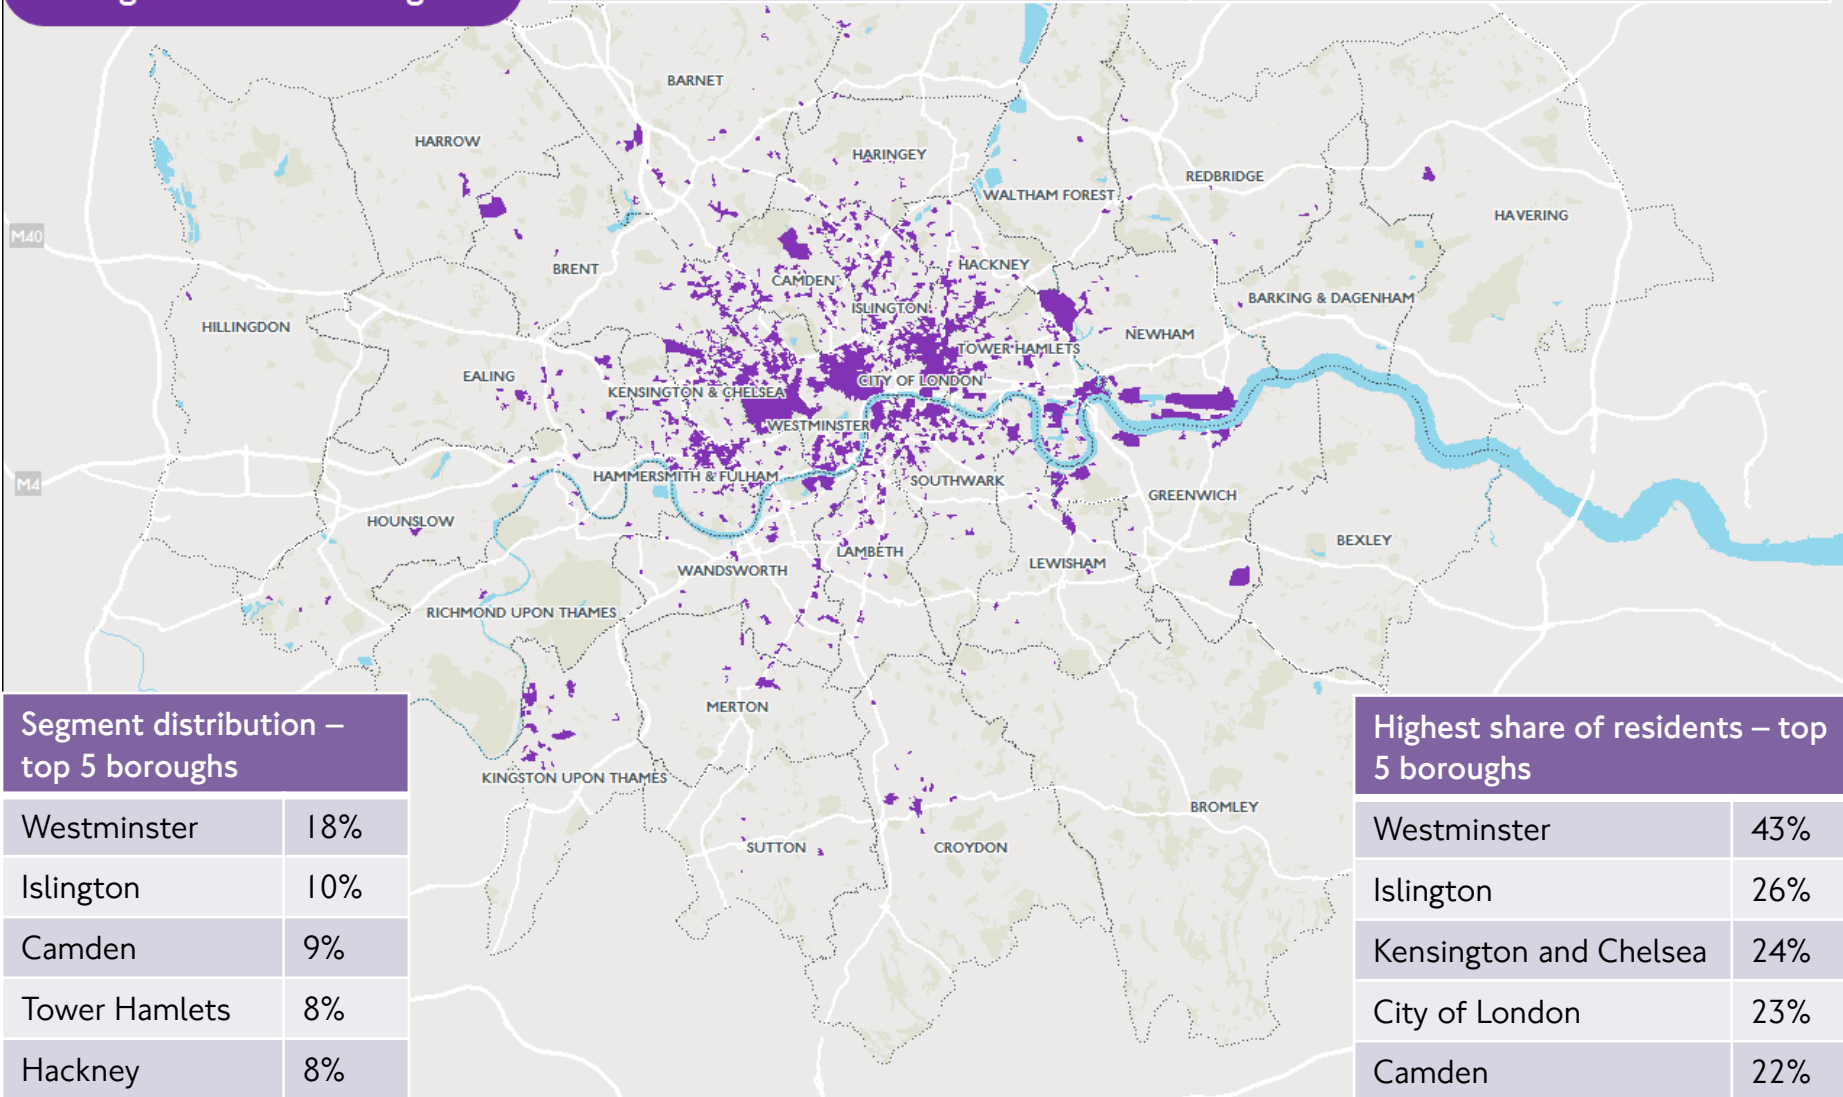 BARNET
HARROW
HARINGEY
REDBRIDGE
WALTHAM FOREST
HAVERING
M40
BRENT
HACKNEY
CAMDEN
BARKING & DAGENHAM
ISLINGTON
HILLINGDON
NEWHAM
TOWER HAMLETS
EALING
CITY OF LONDON
KENSINGTON & CHELSEA
WESTMINSTER
HAMMERSMITH & FULHAM
SOUTHWARK
M4
GREENWICH
HOUNSLOW
BEXLEY
LAMBETH
LEWISHAM
WANDSWORTH
RICHMOND UPON THAMES
MERTON
KINGSTON UPON THAMES
BROMLEY
SUTTON
CROYDON
Segment distribution –
top 5 boroughs
Westminster 18%
Islington 10%
Camden 9%
Tower Hamlets 8%
Hackney 8%
Highest share of residents – top
5 boroughs
Westminster 43%
Islington 26%
Kensington and Chelsea 24%
City of London 23%
Camden 22%